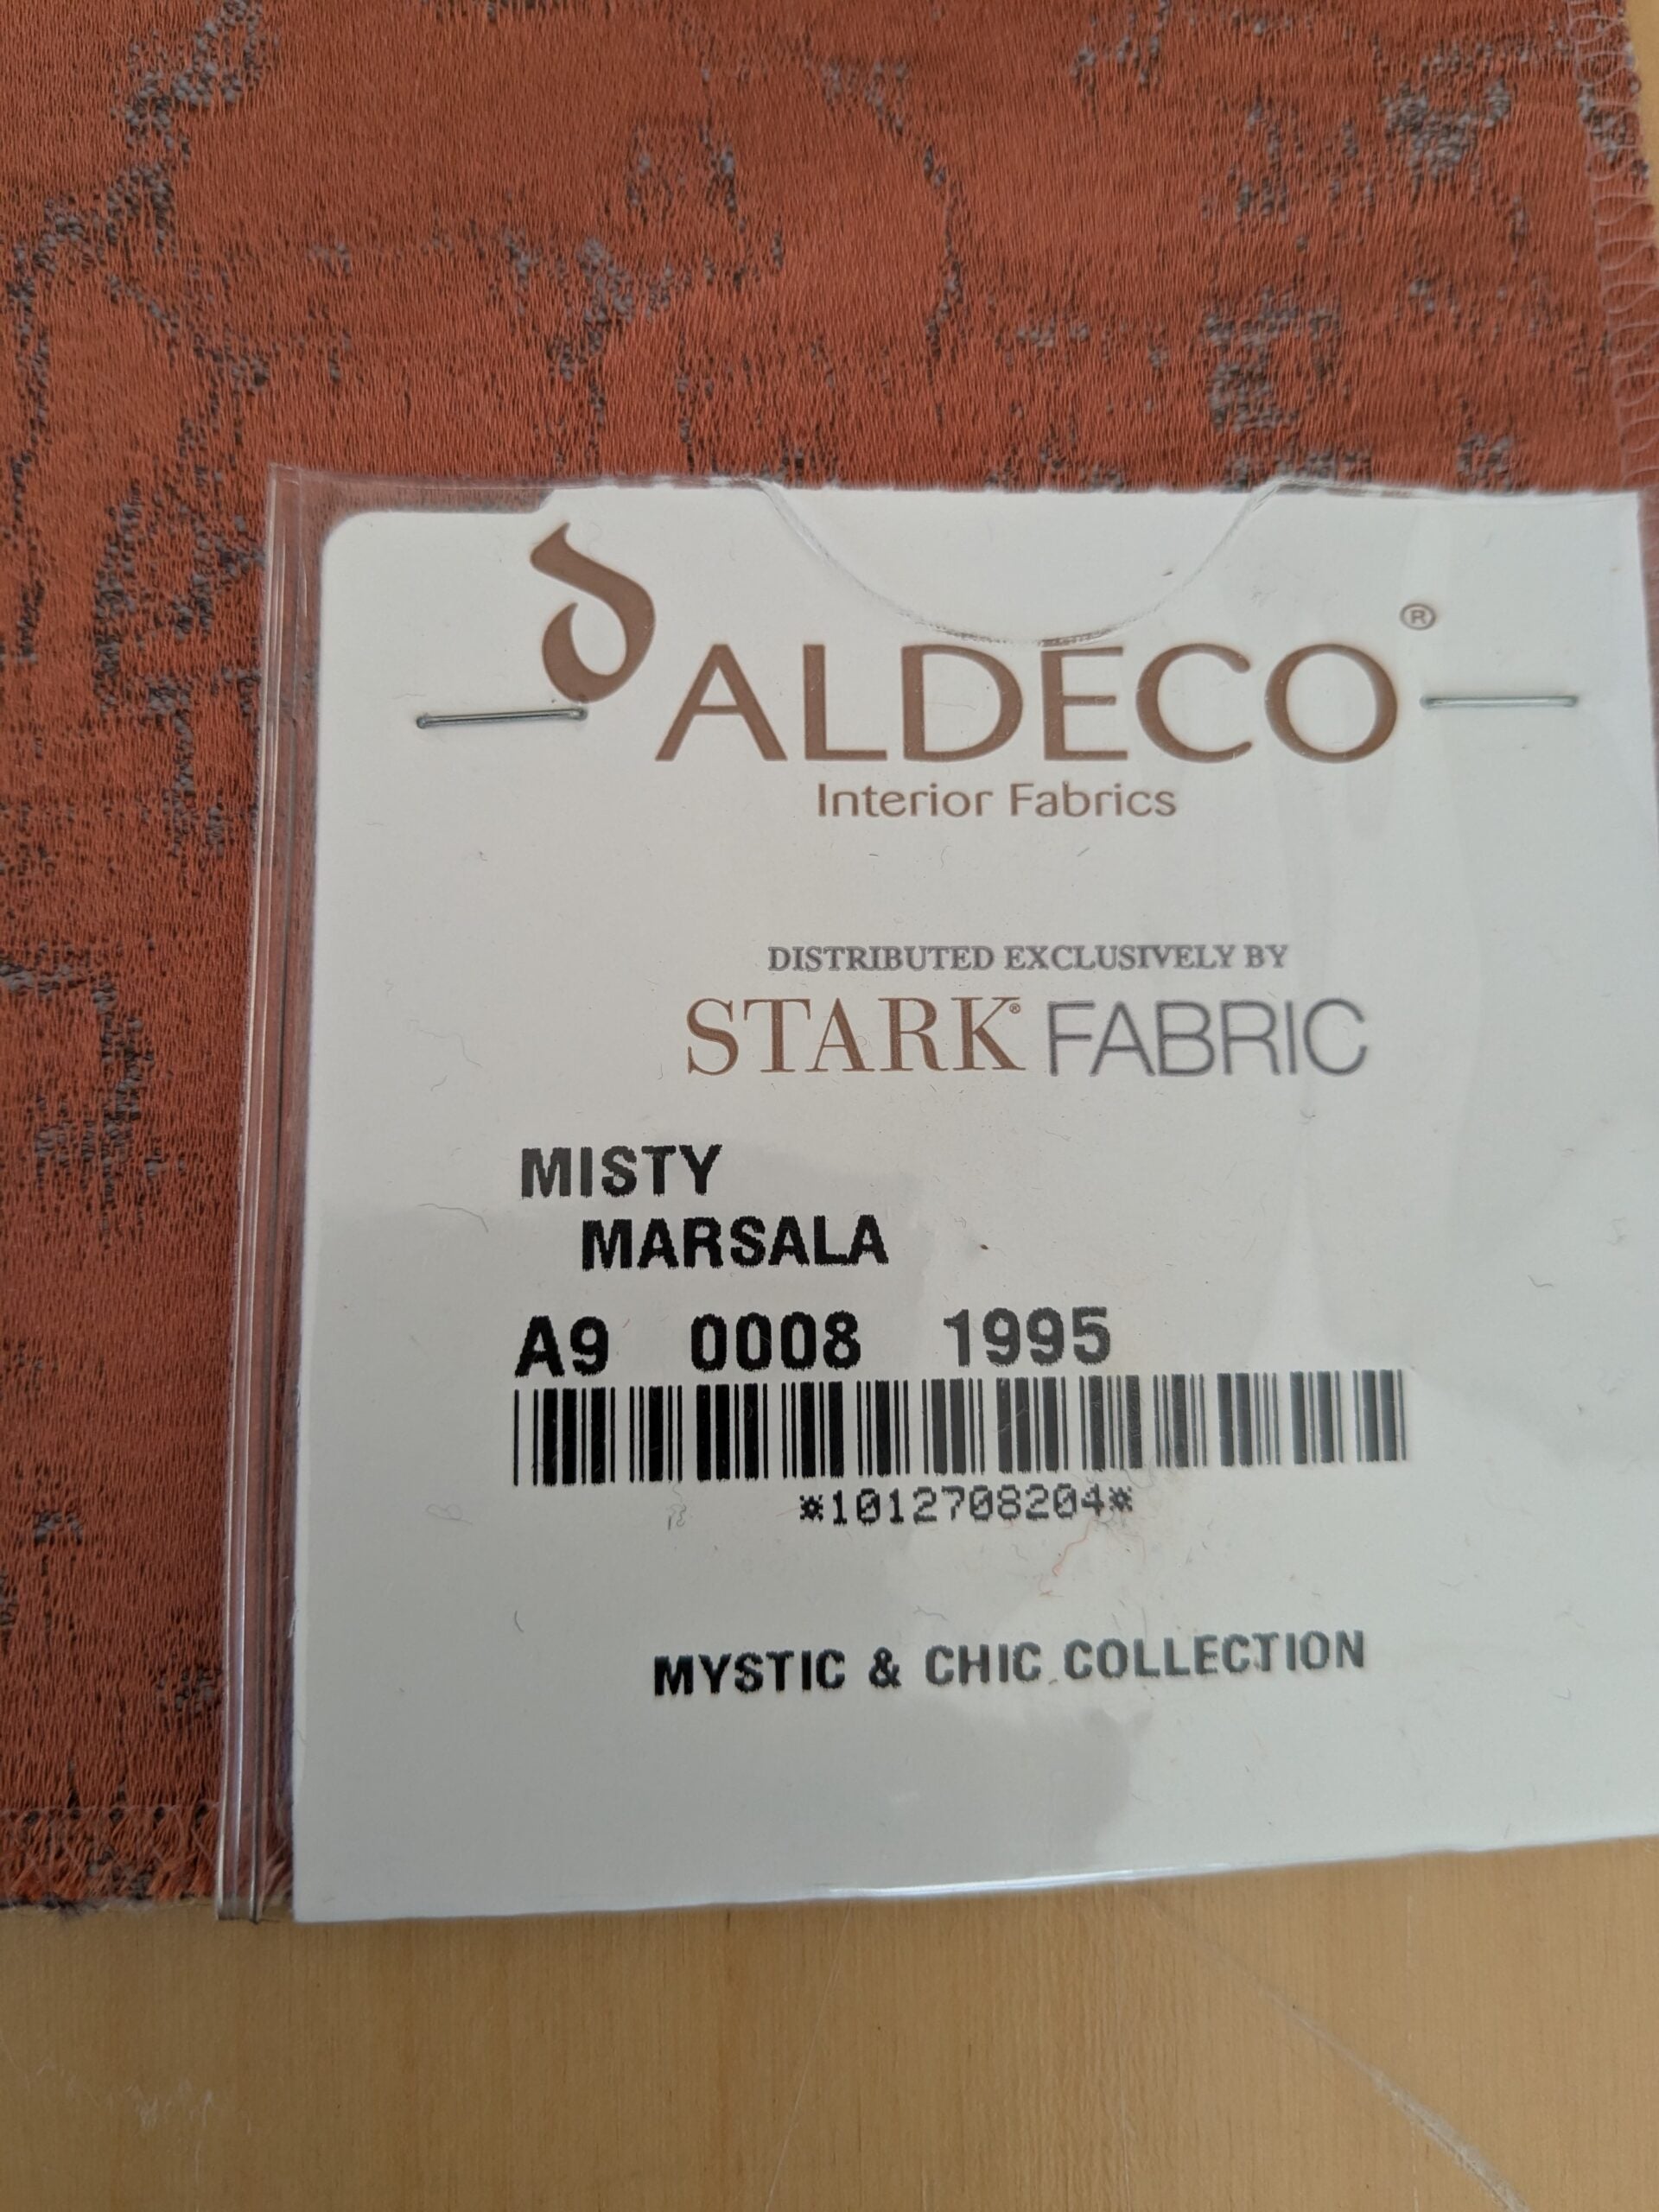 ALDECO®
Interior Fabrics
DISTRIBUTED EXCLUSIVELY BY
STARK® FABRIC
MISTY
MARSALA
A9 0008 1995
*1012708204*
MYSTIC & CHIC COLLECTION